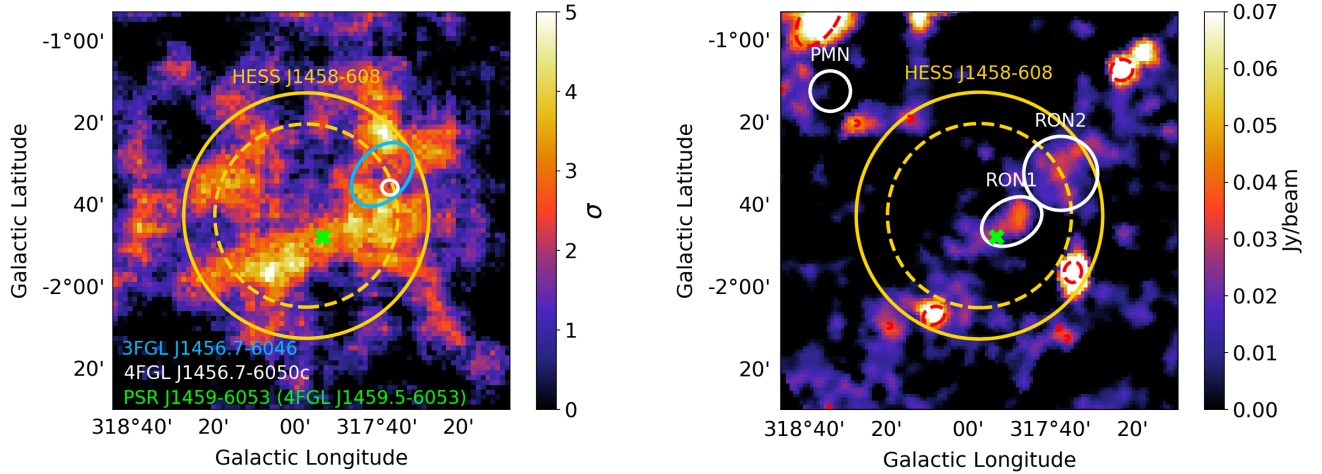 -1°00'
20'
40'
-2°00'
20'
Galactic Latitude
HESS J1458-608
3FGL J1456.7-6046
4FGL J1456.7-6050c
PSR J1459-6053 (4FGL J1459.5-6053)
318°40'
20'
00'
317°40'
20'
Galactic Longitude
5
4
3
2
1
0
σ
-1°00'
20'
40'
-2°00'
20'
Galactic Latitude
PMN
HESS J1458-608
RON2
RON1
318°40'
20'
00'
317°40'
20'
Galactic Longitude
0.07
0.06
0.05
0.04
0.03
0.02
0.01
0.00
Jy/beam